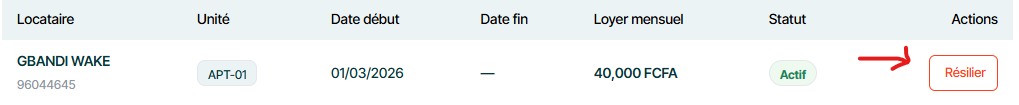 Locataire Unité Date début Date fin Loyer mensuel Statut Actions
GBANDI WAKE
96044645
APT-01 01/03/2026 — 40,000 FCFA Actif Résilier